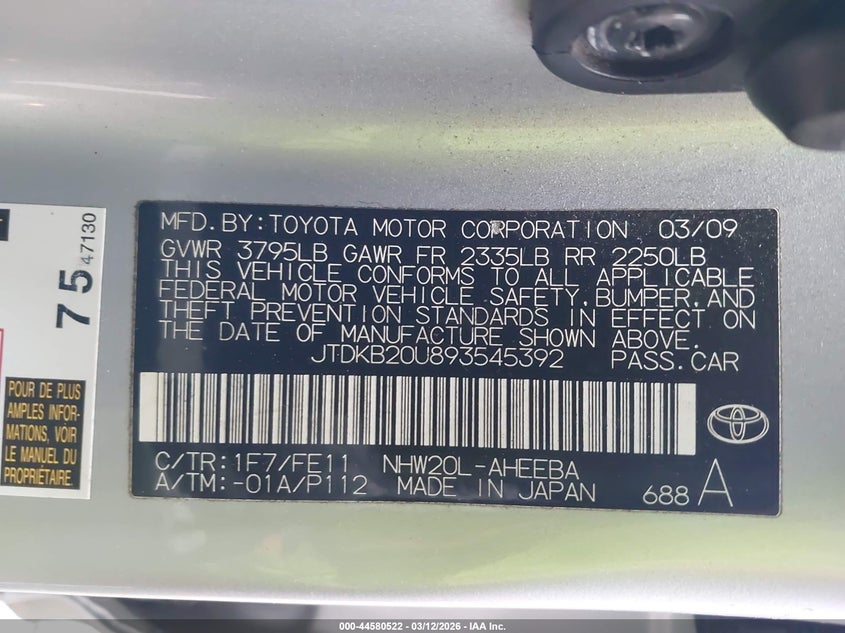 MFD.BY:TOYOTA MOTOR CORPORATION 03/09
GVWR 3795LB GAWR FR 2335LB RR 2250LB
THIS VEHICLE CONFORMS TO ALL APPLICABLE
FEDERAL MOTOR VEHICLE SAFETY,BUMPER,AND
THEFT PREVENTION STANDARDS IN EFFECT ON
THE DATE OF MANUFACTURE SHOWN ABOVE.
JTDKB20U893545392 PASS.CAR
C/TR:1F7/FE11 NHW20L-AHEEBA
A/TM:-01A/P112 MADE IN JAPAN 688 A
7 5 47130
POUR DE PLUS
AMPLES INFOR-
MATIONS, VOIR
LE MANUEL DU
PROPRIÉTAIRE.
000-44580522 - 03/12/2026 - IAA Inc.